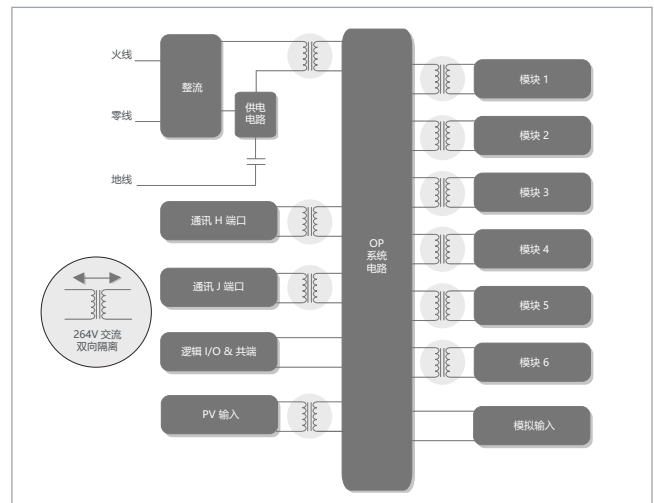 火线
整流
零线
供电
电路
地线
通讯 H 端口
通讯 J 端口
264V 交流
双向隔离
逻辑 I/O & 共端
PV 输入
OP
系统
电路
模块 1
模块 2
模块 3
模块 4
模块 5
模块 6
模拟输入